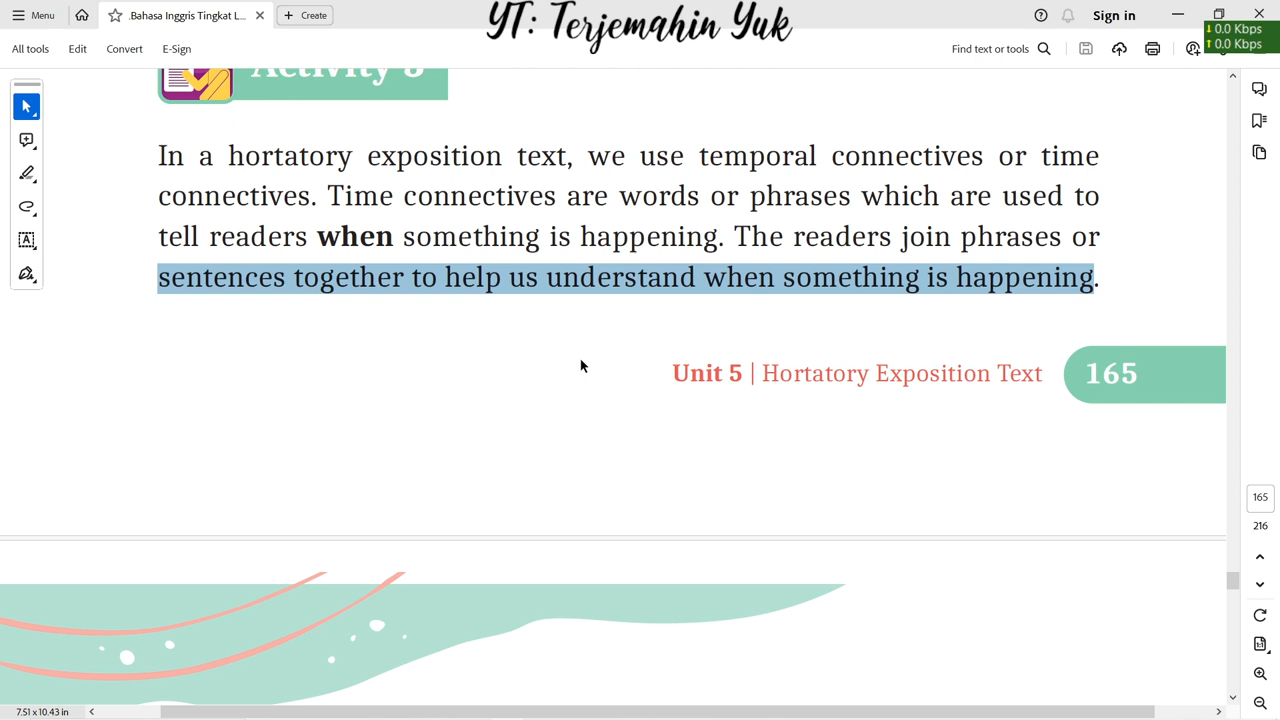 Menu
.Bahasa Inggris Tingkat L...
Create
YT: Terjemahin Yuk
Sign in
0.0 Kbps
0.0 Kbps
All tools
Edit
Convert
E-Sign
Find text or tools
Activity 8
In a hortatory exposition text, we use temporal connectives or time
connectives. Time connectives are words or phrases which are used to
tell readers when something is happening. The readers join phrases or
sentences together to help us understand when something is happening.
Unit 5 | Hortatory Exposition Text
165
165
216
7.51 x 10.43 in